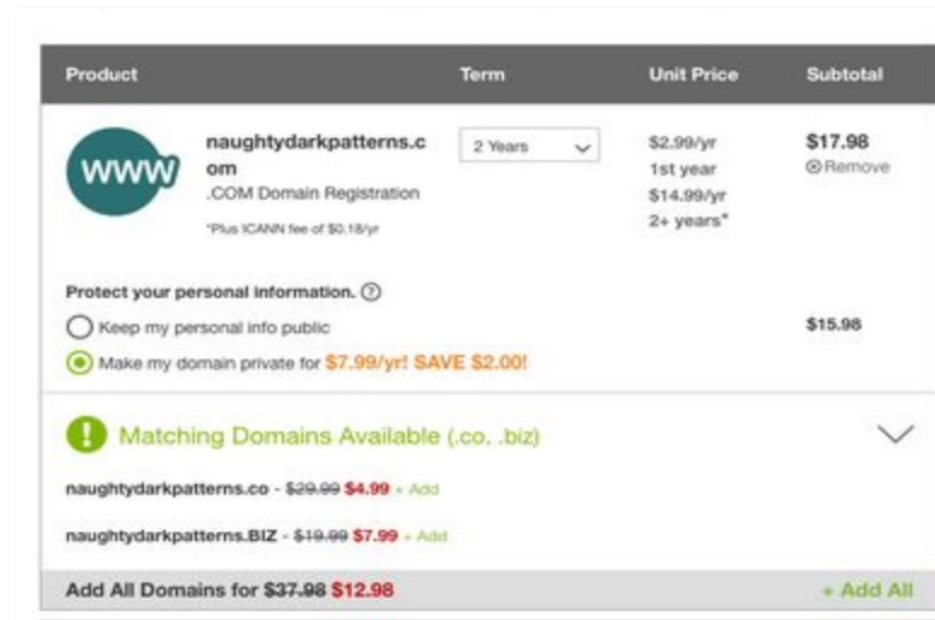 Product Term Unit Price Subtotal
www
naughtydarkpatterns.c
om
.COM Domain Registration
*Plus ICANN fee of $0.18/yr
2 Years
$2.99/yr
1st year
$14.99/yr
2+ years*
$17.98
Remove
Protect your personal information. ?
Keep my personal info public
$15.98
Make my domain private for $7.99/yr! SAVE $2.00!
! Matching Domains Available (.co, .biz)
naughtydarkpatterns.co - $29.99 $4.99 + Add
naughtydarkpatterns.BIZ - $19.99 $7.99 + Add
Add All Domains for $37.98 $12.98 + Add All